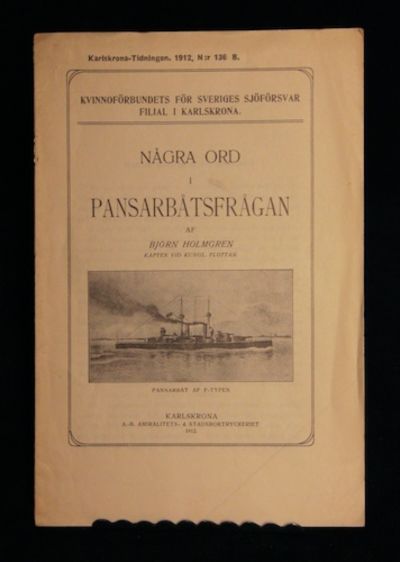 Karlskrona-Tidningen. 1912, N:r 136 B.
KVINNOFÖRBUNDETS FÖR SVERIGES SJÖFÖRSVAR
FILIAL I KARLSKRONA.
NÅGRA ORD
I
PANSARBÅTSFRÅGAN
AF
BJÖRN HOLMGREN
KAPTEN VID KUNGL. FLOTTAN
PANSARBÅT AF F-TYPEN
KARLSKRONA
A.-B. AMIRALITETS- & STADSBOKTRYCKERIET
1912